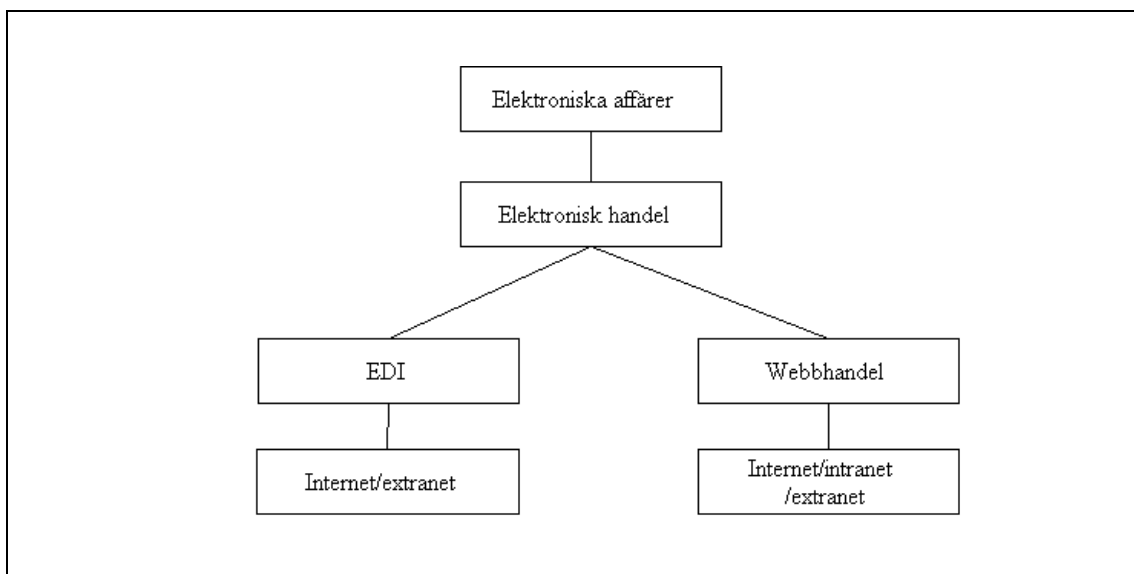 Elektroniska affärer
Elektronisk handel
EDI
Webbhandel
Internet/extranet
Internet/intranet
/extranet